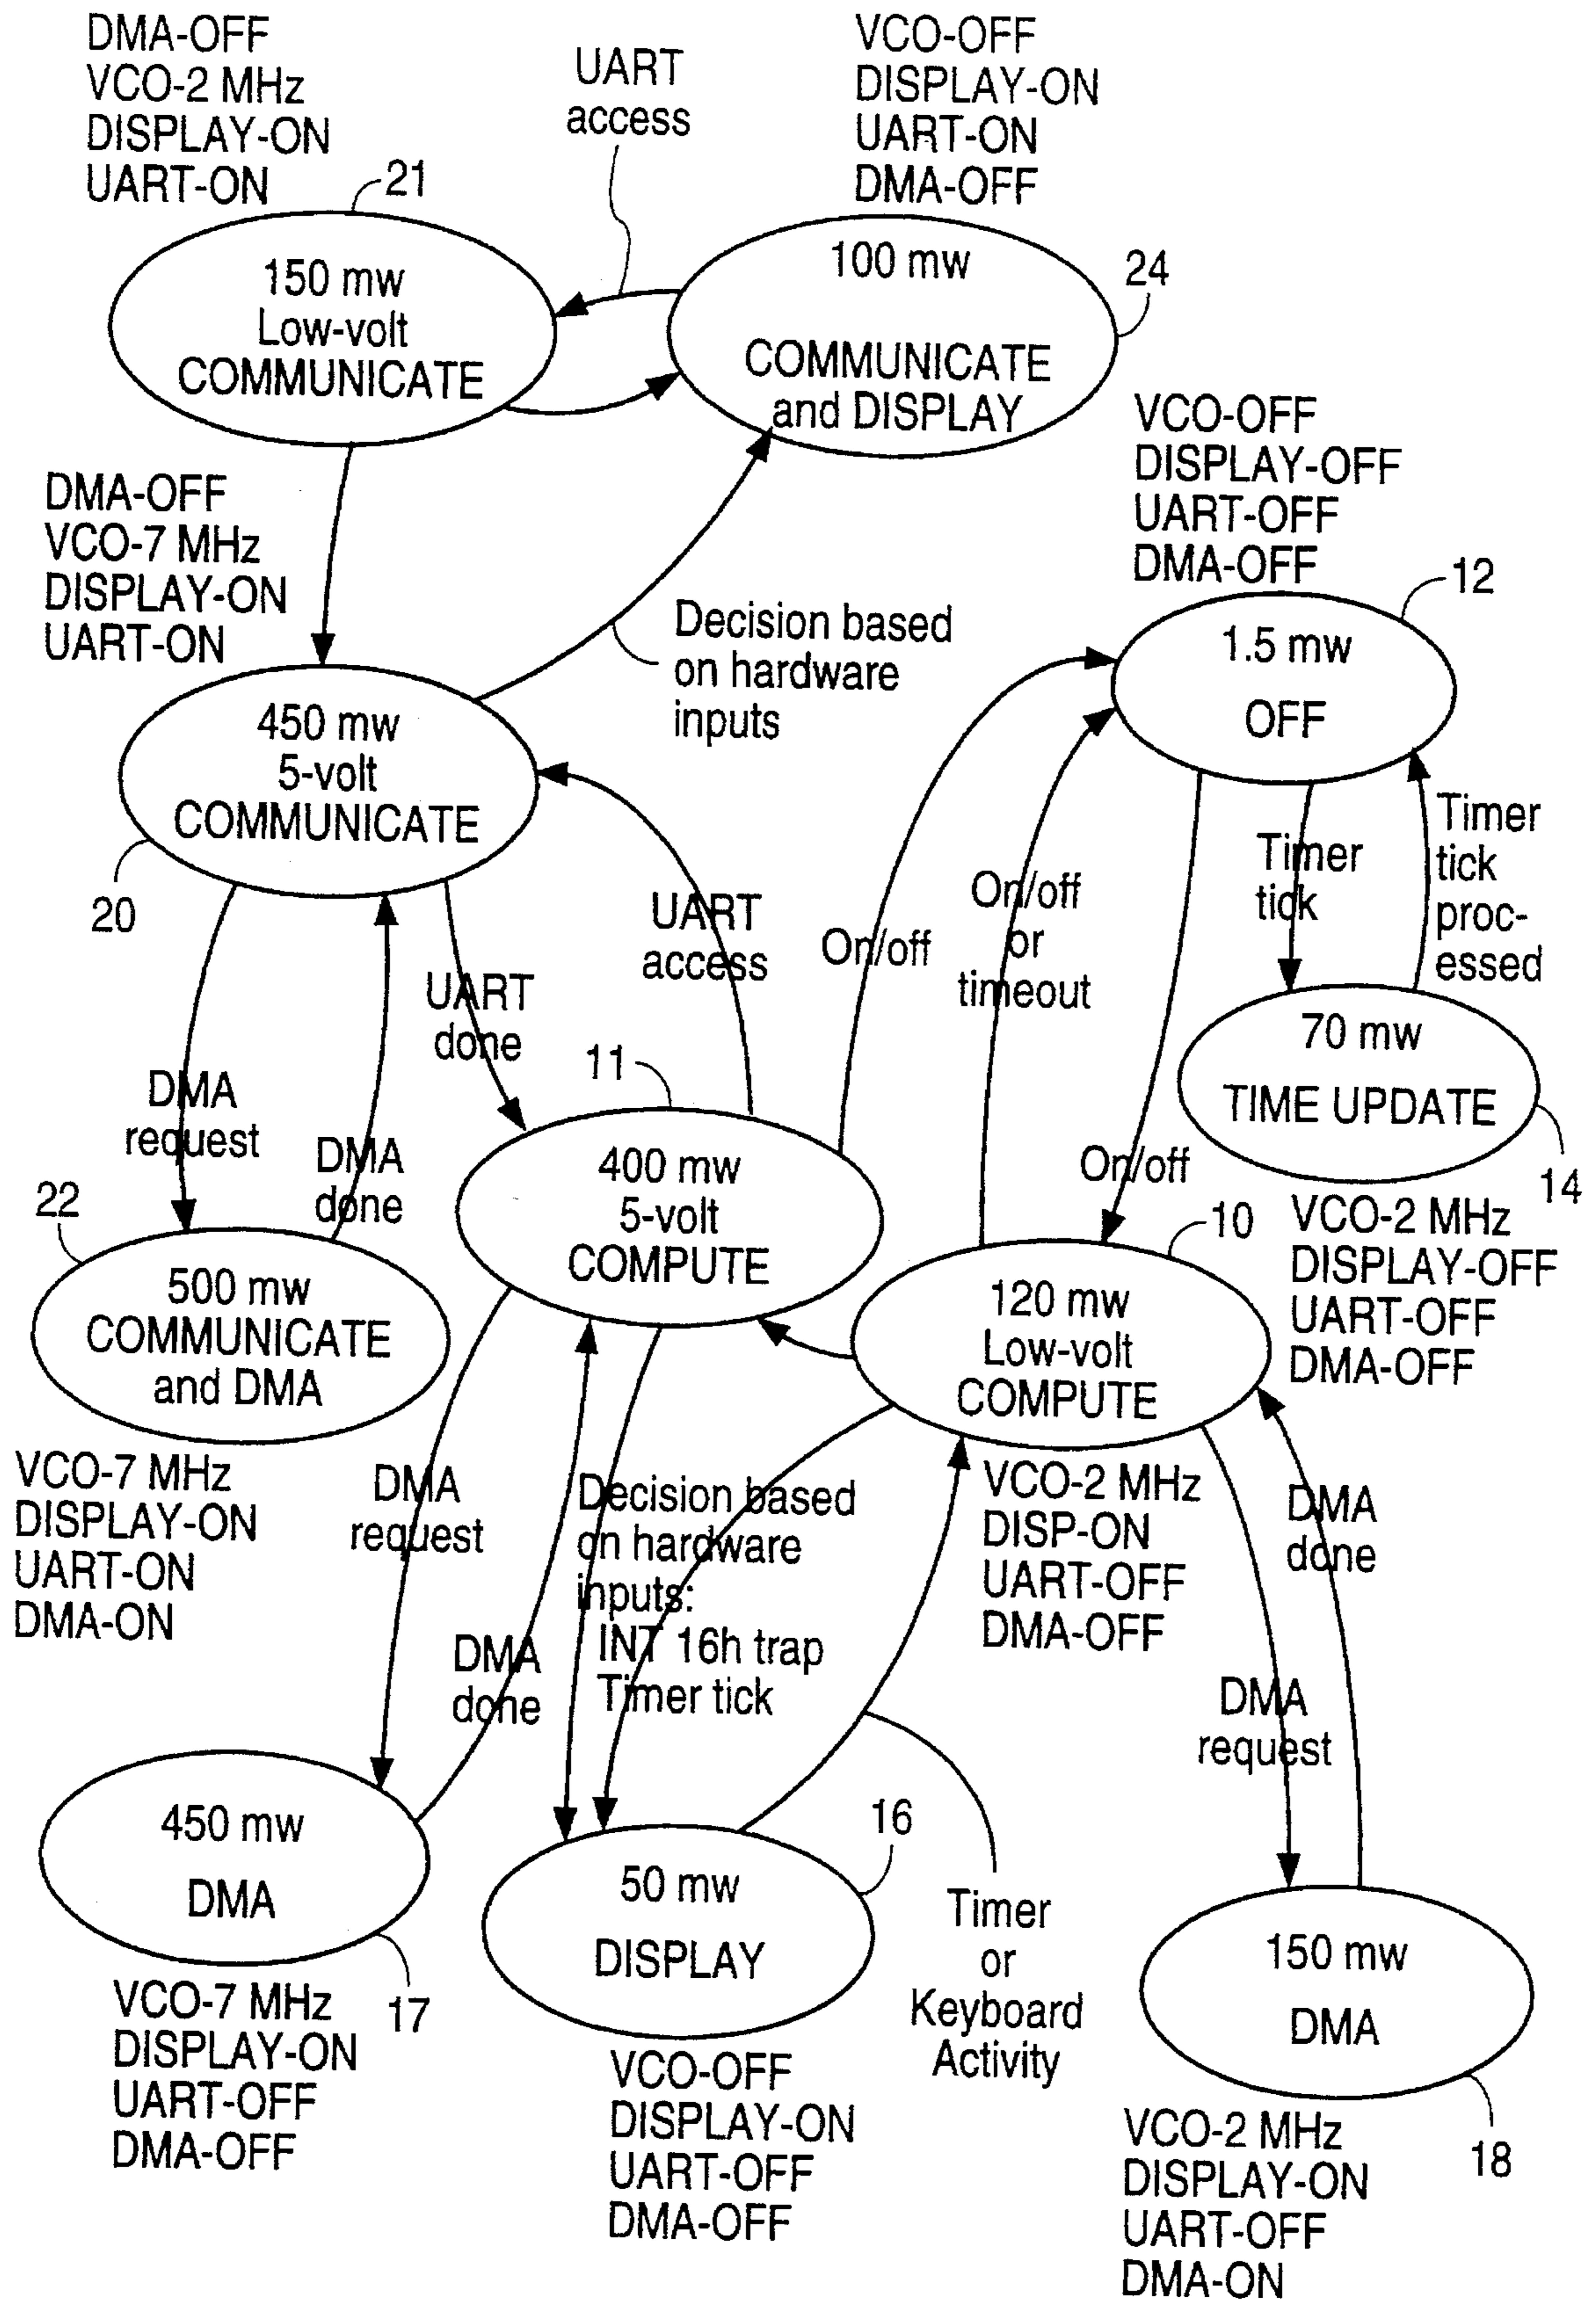 DMA-OFF
VCO-2 MHz
DISPLAY-ON
UART-ON
21
UART
access
VCO-OFF
DISPLAY-ON
UART-ON
DMA-OFF
150 mw
Low-volt
COMMUNICATE
100 mw
COMMUNICATE
and DISPLAY
24
DMA-OFF
VCO-7 MHz
DISPLAY-ON
UART-ON
Decision based
on hardware
inputs
VCO-OFF
DISPLAY-OFF
UART-OFF
DMA-OFF
12
1.5 mw
OFF
450 mw
5-volt
COMMUNICATE
20
UART
access
On/off
On/off
or
timeout
Timer
tick
Timer
tick
proc-
essed
UART
done
DMA
request
DMA
done
11
70 mw
TIME UPDATE
14
On/off
22
400 mw
5-volt
COMPUTE
10
VCO-2 MHz
DISPLAY-OFF
UART-OFF
DMA-OFF
500 mw
COMMUNICATE
and DMA
120 mw
Low-volt
COMPUTE
VCO-7 MHz
DISPLAY-ON
UART-ON
DMA-ON
DMA
request
Decision based
on hardware
inputs:
INT 16h trap
Timer tick
VCO-2 MHz
DISP-ON
UART-OFF
DMA-OFF
DMA
done
DMA
done
DMA
request
450 mw
DMA
17
VCO-7 MHz
DISPLAY-ON
UART-OFF
DMA-OFF
50 mw
DISPLAY
16
VCO-OFF
DISPLAY-ON
UART-OFF
DMA-OFF
Timer
or
Keyboard
Activity
150 mw
DMA
18
VCO-2 MHz
DISPLAY-ON
UART-OFF
DMA-ON